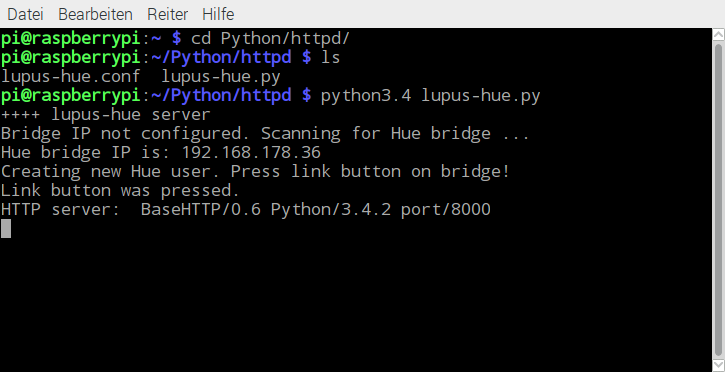 Datei Bearbeiten Reiter Hilfe
pi@raspberrypi:~ $ cd Python/httpd/
pi@raspberrypi:~/Python/httpd $ ls
lupus-hue.conf  lupus-hue.py
pi@raspberrypi:~/Python/httpd $ python3.4 lupus-hue.py
++++ lupus-hue server
Bridge IP not configured. Scanning for Hue bridge ...
Hue bridge IP is: 192.168.178.36
Creating new Hue user. Press link button on bridge!
Link button was pressed.
HTTP server:  BaseHTTP/0.6 Python/3.4.2 port/8000